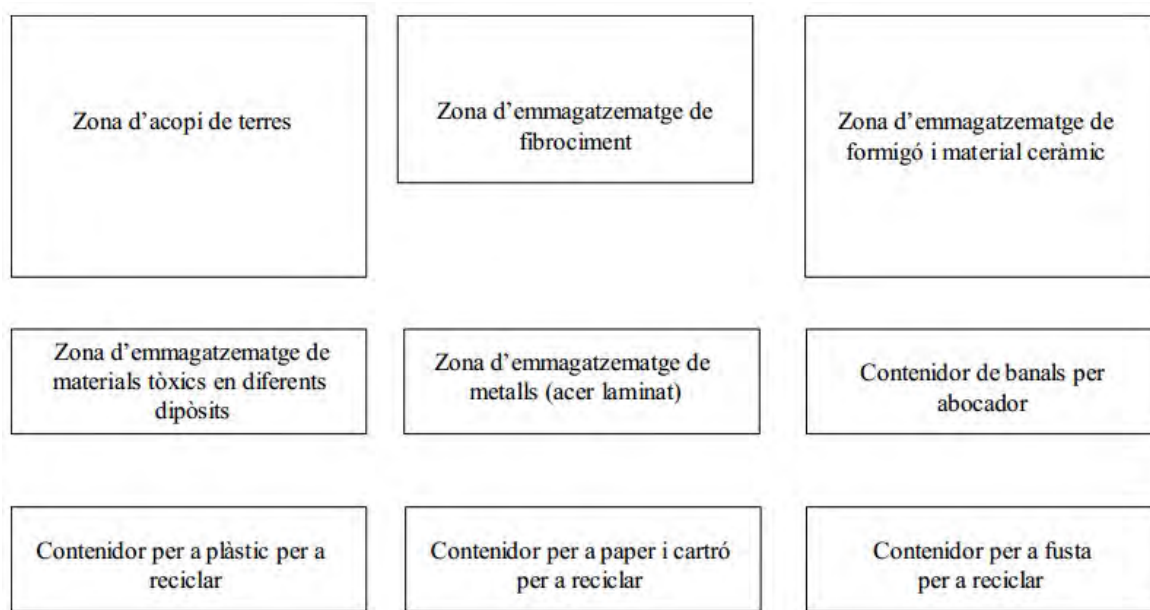 Zona d’acopi de terres
Zona d’emmagatzematge de
fibrociment
Zona d’emmagatzematge de
formigó i material ceràmic
Zona d’emmagatzematge de
materials tòxics en diferents
dipòsits
Zona d’emmagatzematge de
metalls (acer laminat)
Contenidor de banals per
abocador
Contenidor per a plàstic per a
reciclar
Contenidor per a paper i cartró
per a reciclar
Contenidor per a fusta
per a reciclar